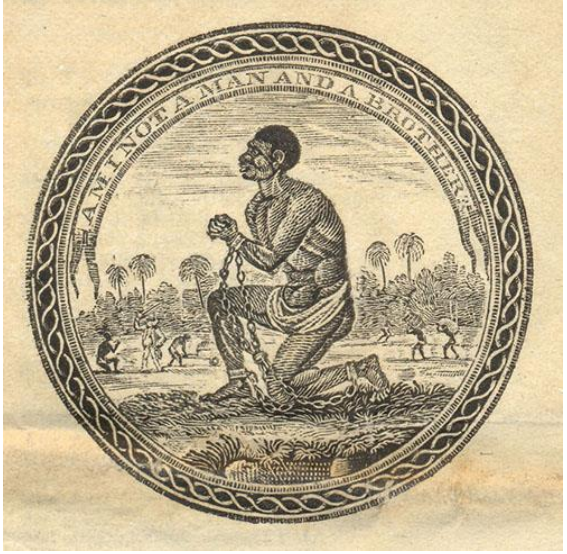 AM I NOT A MAN AND A BROTHER?